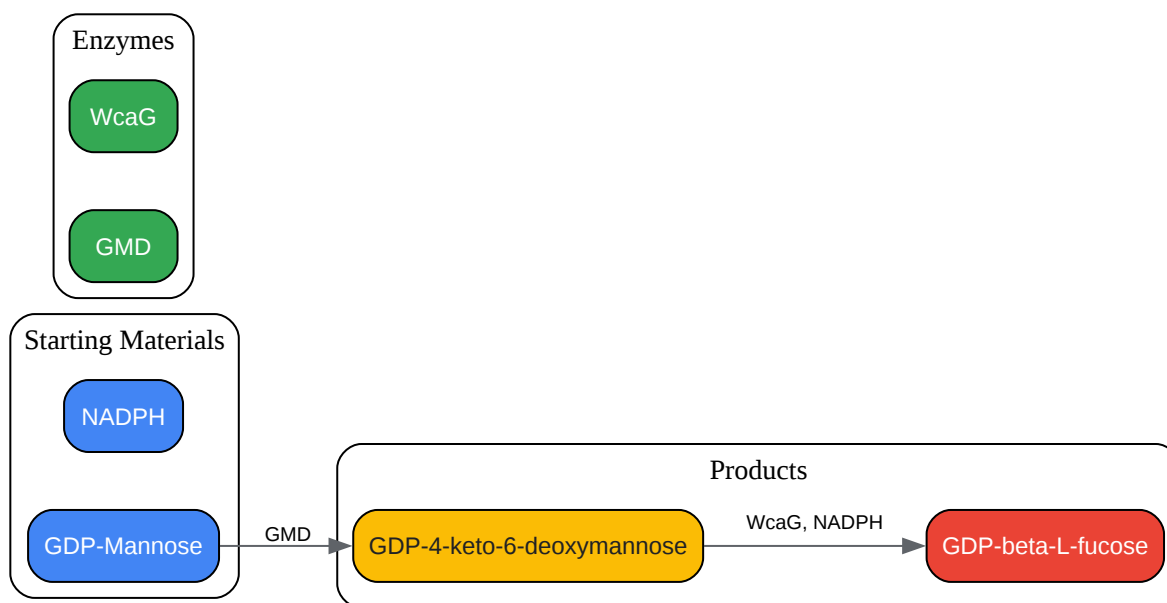 Enzymes
WcaG
GMD
Starting Materials
NADPH
GDP-Mannose
GMD
Products
GDP-4-keto-6-deoxymannose
WcaG, NADPH
GDP-beta-L-fucose